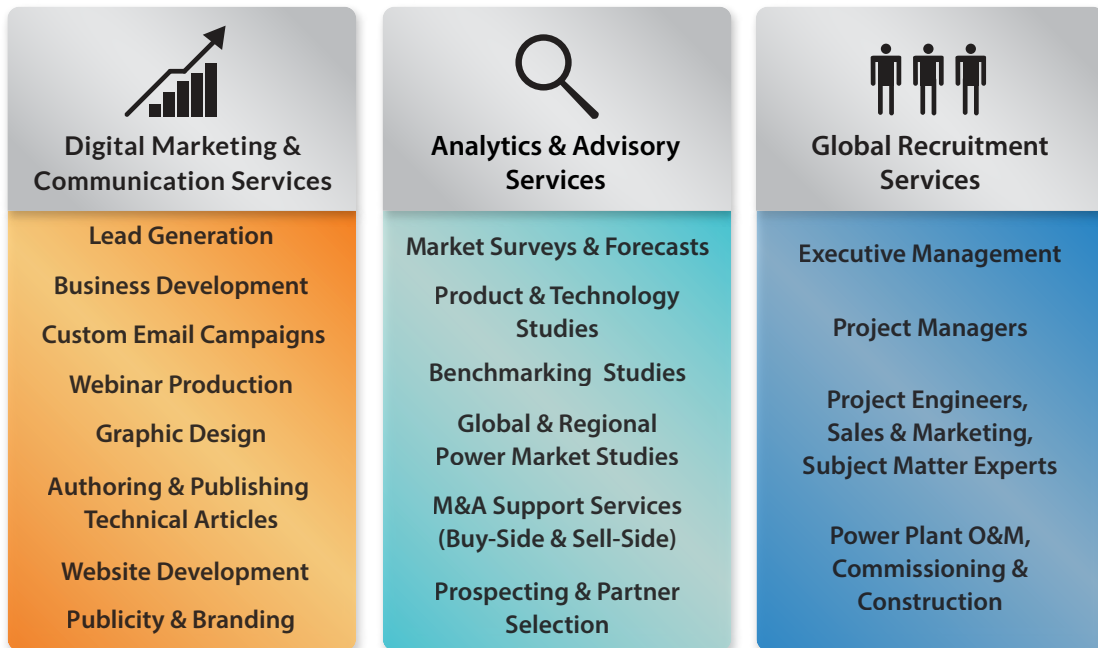 Digital Marketing &
Communication Services
Lead Generation
Business Development
Custom Email Campaigns
Webinar Production
Graphic Design
Authoring & Publishing
Technical Articles
Website Development
Publicity & Branding
Analytics & Advisory
Services
Market Surveys & Forecasts
Product & Technology
Studies
Benchmarking Studies
Global & Regional
Power Market Studies
M&A Support Services
(Buy-Side & Sell-Side)
Prospecting & Partner
Selection
Global Recruitment
Services
Executive Management
Project Managers
Project Engineers,
Sales & Marketing,
Subject Matter Experts
Power Plant O&M,
Commissioning &
Construction